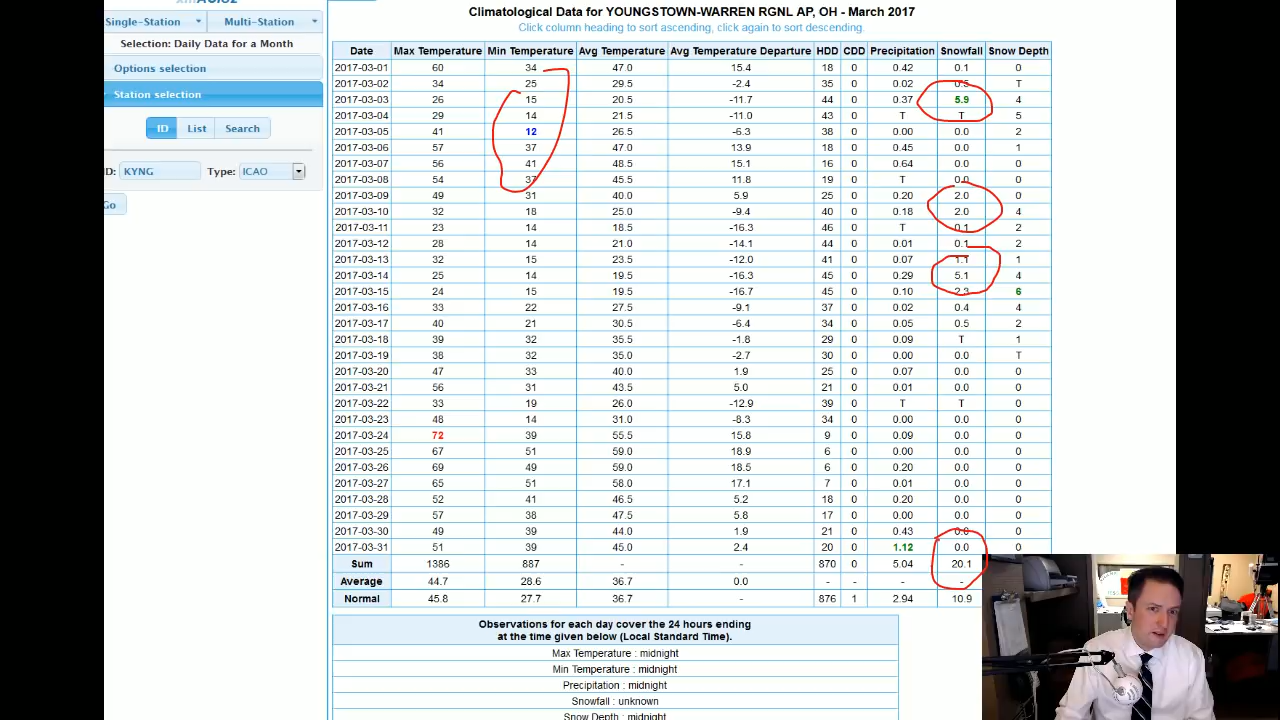 xmACIS2
Single-Station
Multi-Station
Selection: Daily Data for a Month
Options selection
Station selection
ID
List
Search
ID: KYNG Type: ICAO
Go
Climatological Data for YOUNGSTOWN-WARREN RGNL AP, OH - March 2017
Click column heading to sort ascending, click again to sort descending.
Date Max Temperature Min Temperature Avg Temperature Avg Temperature Departure HDD CDD Precipitation Snowfall Snow Depth
2017-03-01 60 34 47.0 15.4 18 0 0.42 0.1 0
2017-03-02 34 25 29.5 -2.4 35 0 0.02 0.5 T
2017-03-03 26 15 20.5 -11.7 44 0 0.37 5.9 4
2017-03-04 29 14 21.5 -11.0 43 0 T T 5
2017-03-05 41 12 26.5 -6.3 38 0 0.00 0.0 2
2017-03-06 57 37 47.0 13.9 18 0 0.45 0.0 1
2017-03-07 56 41 48.5 15.1 16 0 0.64 0.0 0
2017-03-08 54 37 45.5 11.8 19 0 T 0.0 0
2017-03-09 49 31 40.0 5.9 25 0 0.20 2.0 0
2017-03-10 32 18 25.0 -9.4 40 0 0.18 2.0 4
2017-03-11 23 14 18.5 -16.3 46 0 T 0.1 2
2017-03-12 28 14 21.0 -14.1 44 0 0.01 0.1 2
2017-03-13 32 15 23.5 -12.0 41 0 0.07 1.1 1
2017-03-14 25 14 19.5 -16.3 45 0 0.29 5.1 4
2017-03-15 24 15 19.5 -16.7 45 0 0.10 2.3 6
2017-03-16 33 22 27.5 -9.1 37 0 0.02 0.4 4
2017-03-17 40 21 30.5 -6.4 34 0 0.05 0.5 2
2017-03-18 39 32 35.5 -1.8 29 0 0.09 T 1
2017-03-19 38 32 35.0 -2.7 30 0 0.00 0.0 T
2017-03-20 47 33 40.0 1.9 25 0 0.07 0.0 0
2017-03-21 56 31 43.5 5.0 21 0 0.01 0.0 0
2017-03-22 33 19 26.0 -12.9 39 0 T T 0
2017-03-23 48 14 31.0 -8.3 34 0 0.00 0.0 0
2017-03-24 72 39 55.5 15.8 9 0 0.09 0.0 0
2017-03-25 67 51 59.0 18.9 6 0 0.00 0.0 0
2017-03-26 69 49 59.0 18.5 6 0 0.20 0.0 0
2017-03-27 65 51 58.0 17.1 7 0 0.01 0.0 0
2017-03-28 52 41 46.5 5.2 18 0 0.20 0.0 0
2017-03-29 57 38 47.5 5.8 17 0 0.00 0.0 0
2017-03-30 49 39 44.0 1.9 21 0 0.43 0.0 0
2017-03-31 51 39 45.0 2.4 20 0 1.12 0.0 0
Sum 1386 887 - - 870 0 5.04 20.1
Average 44.7 28.6 36.7 0.0 - - - -
Normal 45.8 27.7 36.7 - 876 1 2.94 10.9
Observations for each day cover the 24 hours ending
at the time given below (Local Standard Time).
Max Temperature : midnight
Min Temperature : midnight
Precipitation : midnight
Snowfall : unknown
Snow Depth : midnight